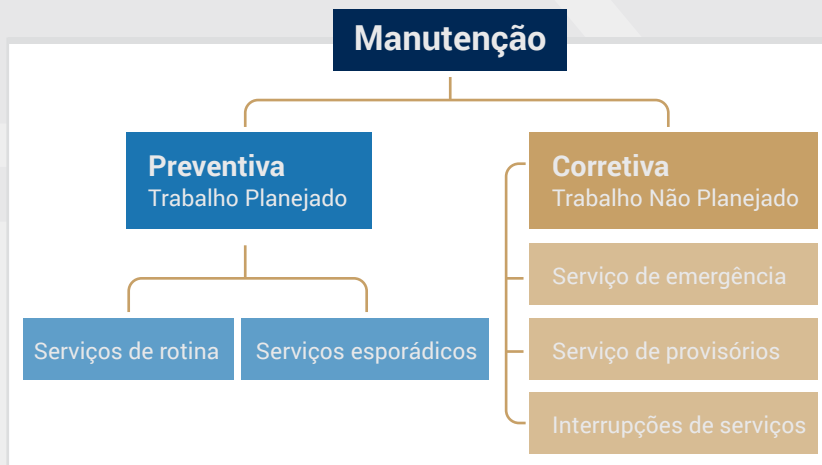 Manutenção
Preventiva
Trabalho Planejado
Corretiva
Trabalho Não Planejado
Serviços de rotina
Serviços esporádicos
Serviço de emergência
Serviço de provisórios
Interrupções de serviços